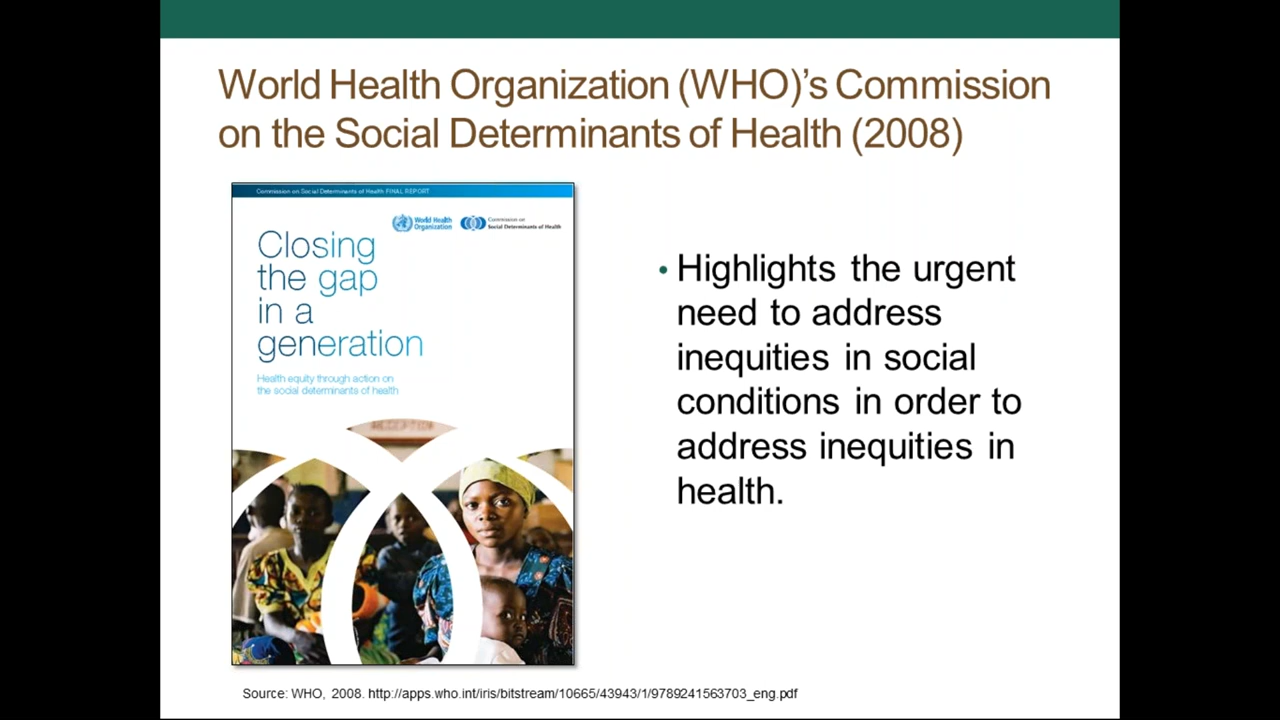 World Health Organization (WHO)'s Commission
on the Social Determinants of Health (2008)
Commission on Social Determinants of Health FINAL REPORT
World Health
Organization
Commission on
Social Determinants of Health
Closing
the gap
in a
generation
Health equity through action on
the social determinants of health
RECEPTION
• Highlights the urgent
need to address
inequities in social
conditions in order to
address inequities in
health.
Source: WHO, 2008. http://apps.who.int/iris/bitstream/10665/43943/1/9789241563703_eng.pdf